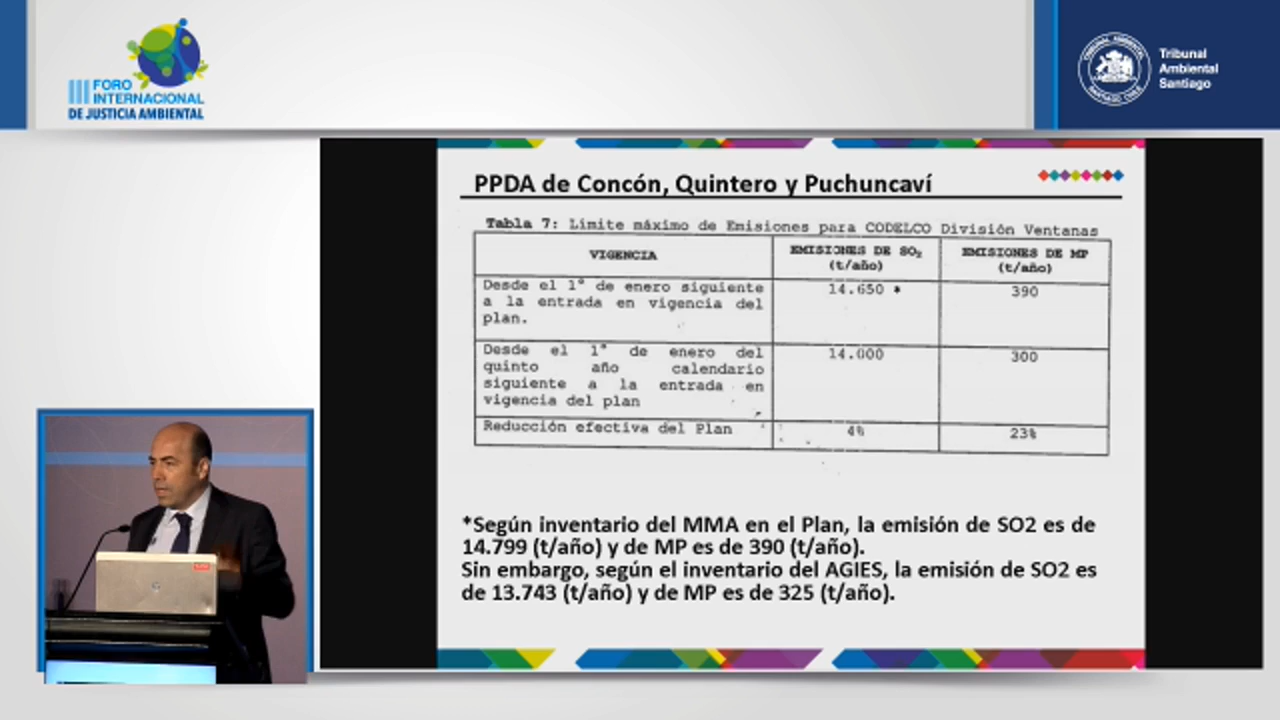 III FORO
INTERNACIONAL
DE JUSTICIA AMBIENTAL
TRIBUNAL AMBIENTAL
SANTIAGO CHILE
Tribunal
Ambiental
Santiago
PPDA de Concón, Quintero y Puchuncaví
Tabla 7: Límite máximo de Emisiones para CODELCO División Ventanas
VIGENCIA
EMISIONES DE SO₂
(t/año)
EMISIONES DE MP
(t/año)
Desde el 1° de enero siguiente
a la entrada en vigencia del
plan.
14.650 *
390
Desde el 1° de enero del
quinto año calendario
siguiente a la entrada en
vigencia del plan
14.000
300
Reducción efectiva del Plan
4%
23%
*Según inventario del MMA en el Plan, la emisión de SO2 es de
14.799 (t/año) y de MP es de 390 (t/año).
Sin embargo, según el inventario del AGIES, la emisión de SO2 es
de 13.743 (t/año) y de MP es de 325 (t/año).